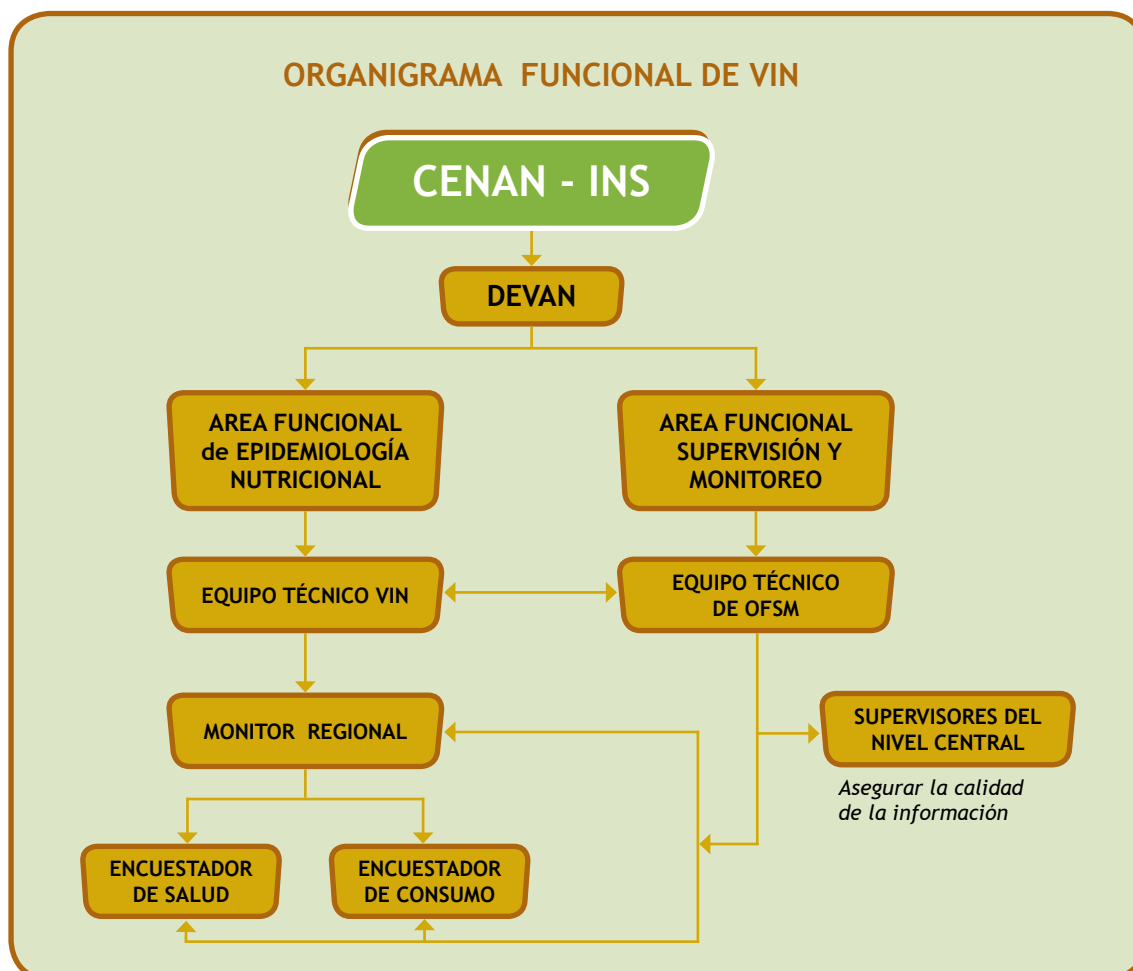 ORGANIGRAMA FUNCIONAL DE VIN
CENAN - INS
DEVAN
AREA FUNCIONAL
de EPIDEMIOLOGÍA
NUTRICIONAL
AREA FUNCIONAL
SUPERVISIÓN Y
MONITOREO
EQUIPO TÉCNICO VIN
EQUIPO TÉCNICO
DE OFSM
MONITOR REGIONAL
SUPERVISORES DEL
NIVEL CENTRAL
Asegurar la calidad
de la información
ENCUESTADOR
DE SALUD
ENCUESTADOR
DE CONSUMO